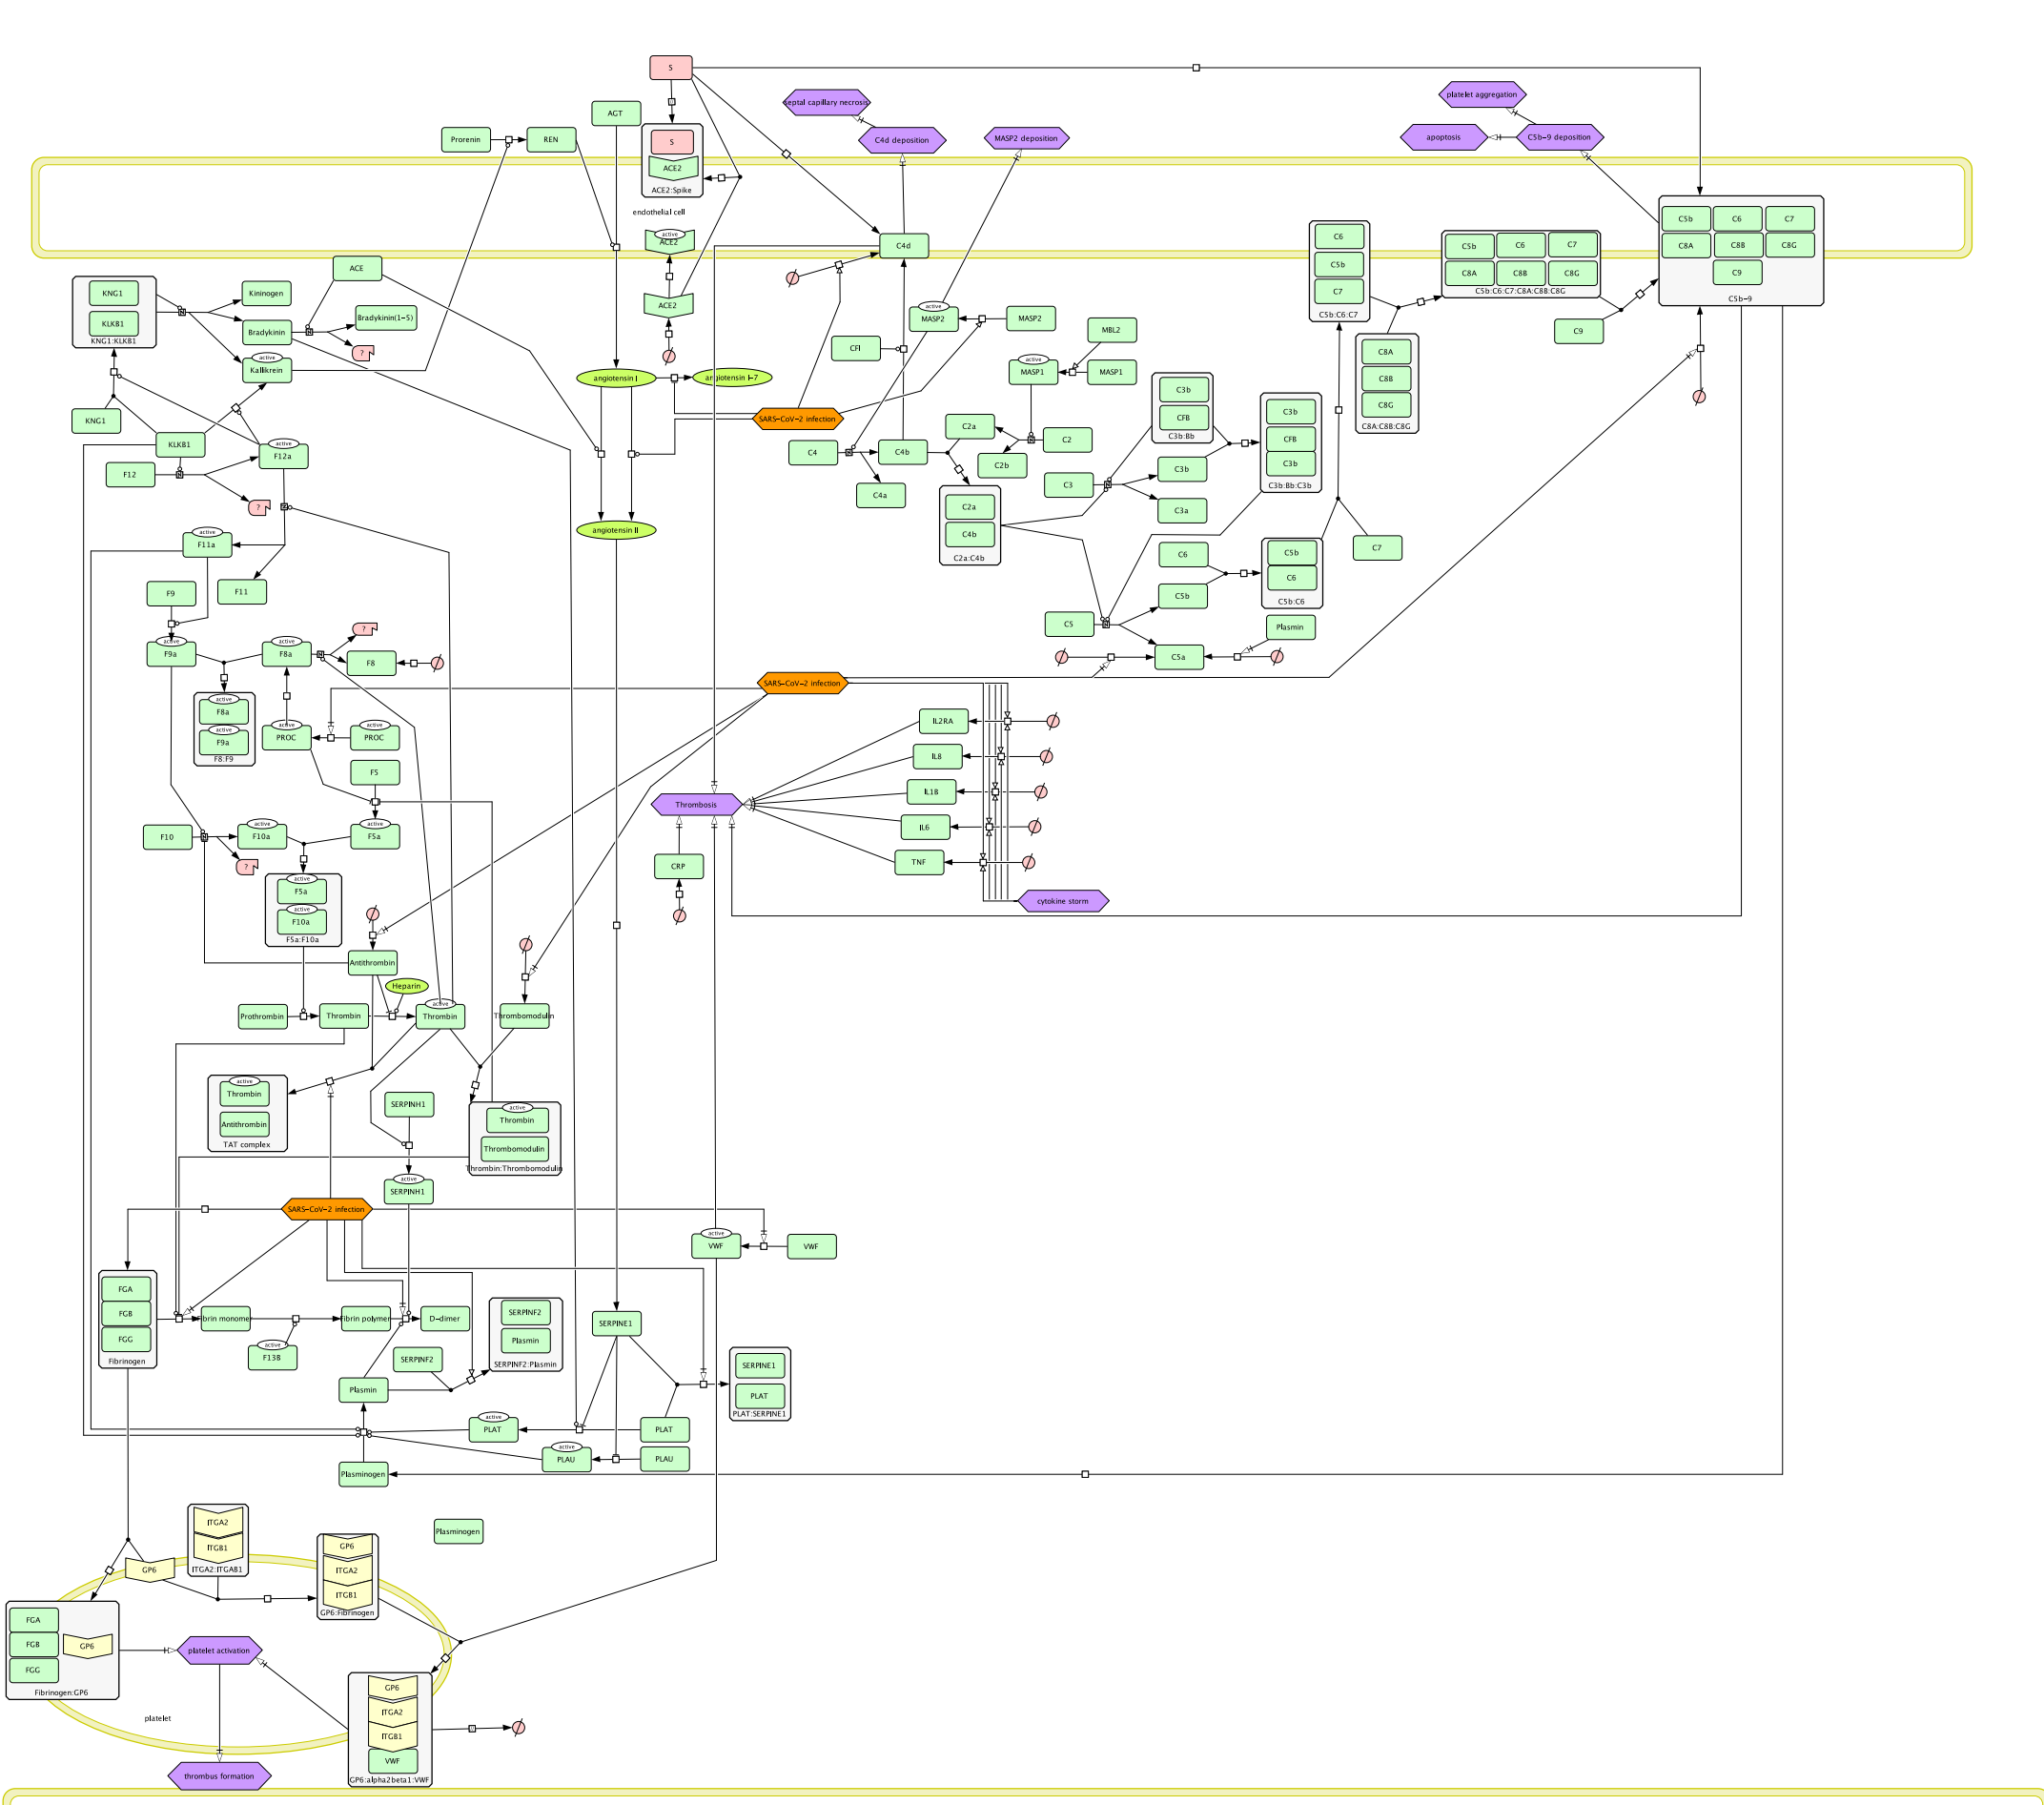 S
septal capillary necrosis
platelet aggregation
AGT
Prorenin
REN
S
ACE2
ACE2:Spike
C4d deposition
MASP2 deposition
apoptosis
C5b-9 deposition
endothelial cell
active
ACE2
C4d
C6
C5b
C7
C5b:C6:C7
C5b
C6
C7
C8A
C8B
C8G
C5b:C6:C7:C8A:C8B:C8G
C5b
C6
C7
C8A
C8B
C8G
C9
C5b-9
ACE
KNG1
KLKB1
KNG1:KLKB1
Kininogen
Bradykinin
Bradykinin(1-5)
?
active
Kallikrein
ACE2
active
MASP2
MASP2
CFI
MBL2
active
MASP1
MASP1
C9
C8A
C8B
C8G
C8A:C8B:C8G
angiotensin I
angiotensin I-7
SARS-CoV-2 infection
KNG1
KLKB1
active
F12a
F12
?
C4
C4b
C4a
C2a
C2
C2b
C3b
CFB
C3b:Bb
C3b
CFB
C3b
C3b:Bb:C3b
C3
C3b
C3a
C2a
C4b
C2a:C4b
angiotensin II
active
F11a
F11
C6
C5b
C5b
C6
C5b:C6
C7
C5
Plasmin
C5a
F9
active
F9a
active
F8a
?
F8
active
F8a
active
F9a
F8:F9
active
PROC
active
PROC
SARS-CoV-2 infection
IL2RA
IL8
IL1B
IL6
TNF
Thrombosis
CRP
cytokine storm
F5
F10
active
F10a
active
F5a
?
active
F5a
active
F10a
F5a:F10a
Antithrombin
Heparin
Prothrombin
Thrombin
active
Thrombin
Thrombomodulin
active
Thrombin
Antithrombin
TAT complex
SERPINH1
active
Thrombin
Thrombomodulin
Thrombin:Thrombomodulin
active
SERPINH1
SARS-CoV-2 infection
active
VWF
VWF
FGA
FGB
FGG
Fibrinogen
Fibrin monomer
Fibrin polymer
D-dimer
active
F13B
SERPINF2
Plasmin
SERPINF2:Plasmin
SERPINF2
Plasmin
SERPINE1
SERPINE1
PLAT
PLAT:SERPINE1
active
PLAT
PLAT
active
PLAU
PLAU
Plasminogen
Plasminogen
ITGA2
ITGB1
ITGA2:ITGAB1
GP6
GP6
ITGA2
ITGB1
GP6:Fibrinogen
FGA
FGB
FGG
GP6
Fibrinogen:GP6
platelet activation
platelet
GP6
ITGA2
ITGB1
VWF
GP6:alpha2beta1:VWF
thrombus formation